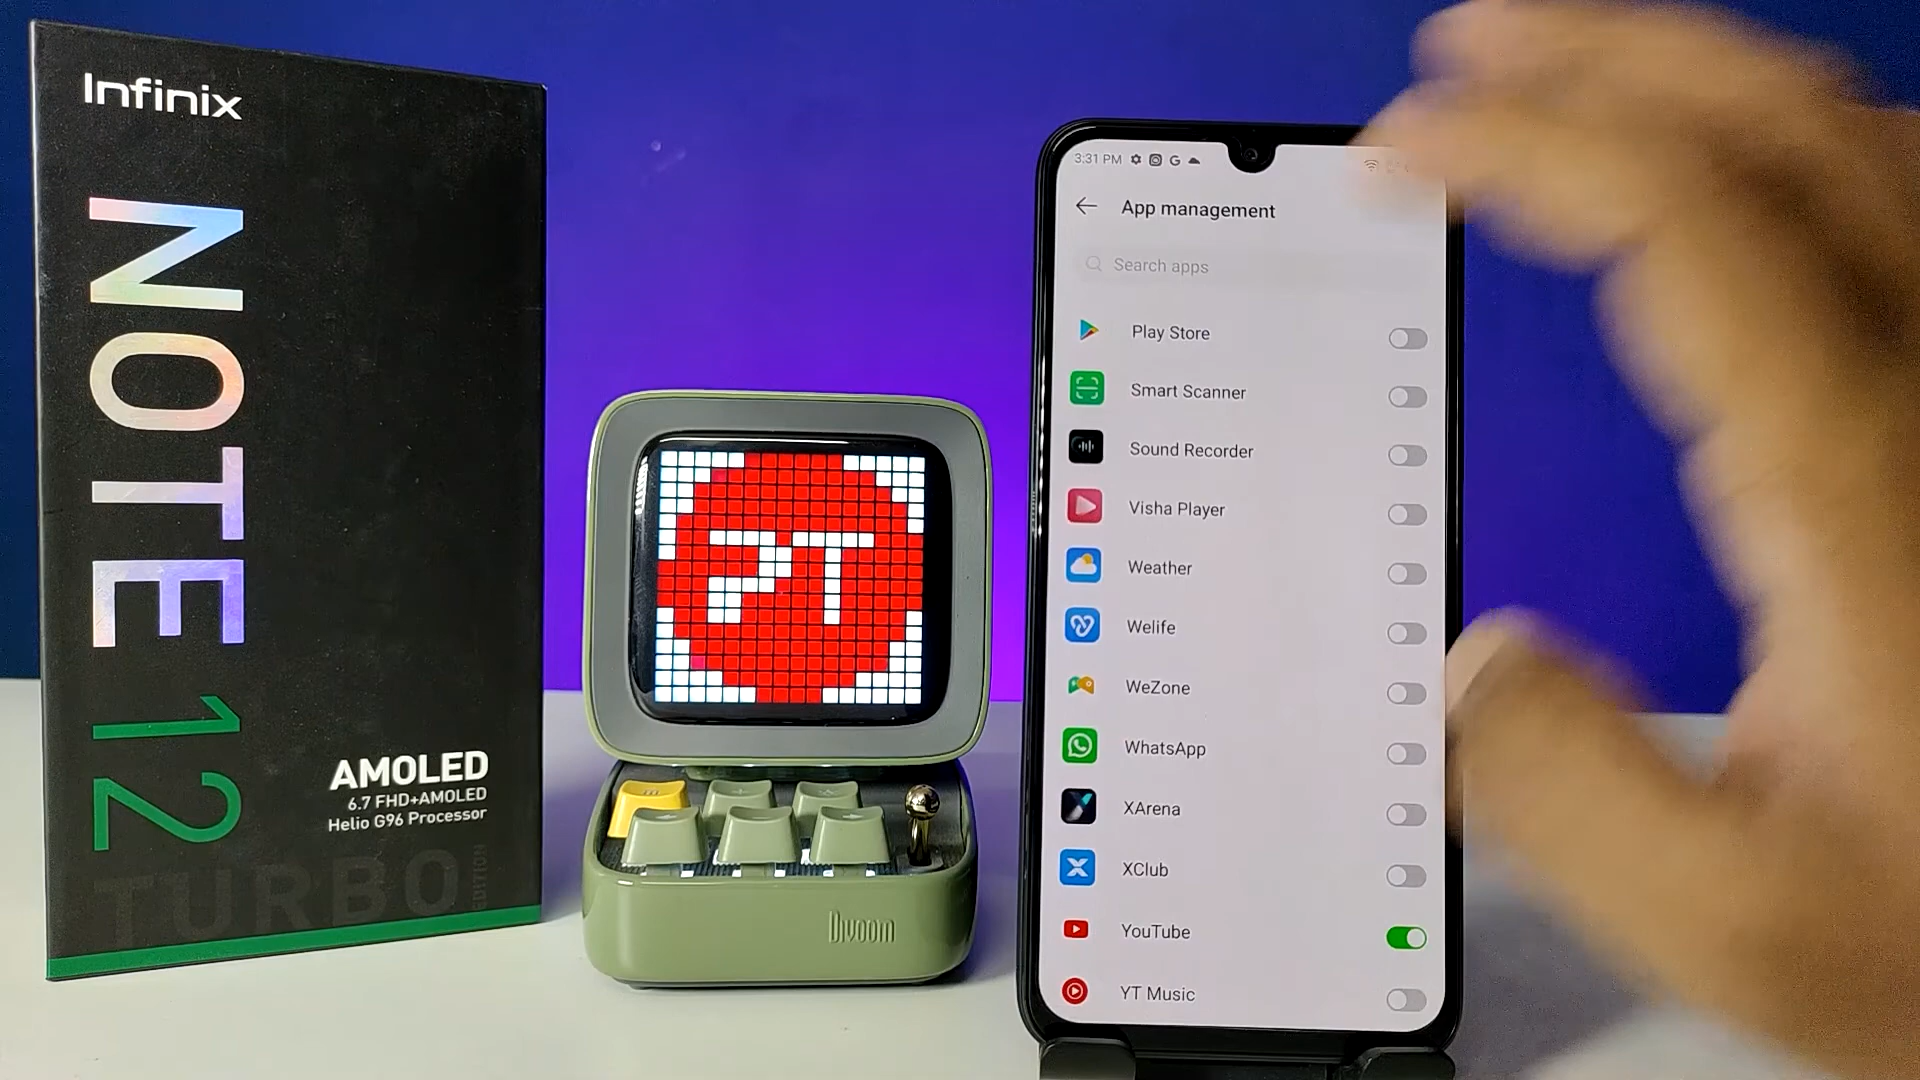 Infinix
NOTE 12
AMOLED
6.7 FHD+AMOLED
Helio G96 Processor
TURBO
EDITION
PT
Divoom
3:31 PM
App management
Search apps
Play Store
Smart Scanner
Sound Recorder
Visha Player
Weather
Welife
WeZone
WhatsApp
XArena
XClub
YouTube
YT Music